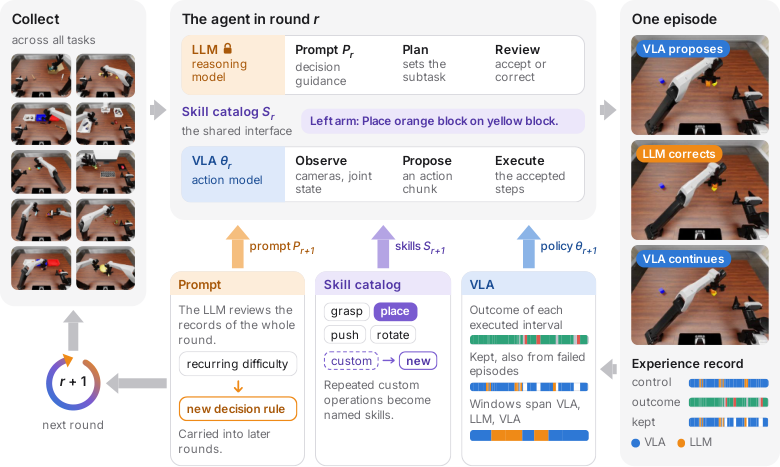 Collect
across all tasks
The agent in round r
LLM
reasoning
model
Prompt Pr
decision
guidance
Plan
sets the
subtask
Review
accept or
correct
Skill catalog Sr
the shared interface
Left arm: Place orange block on yellow block.
VLA θr
action model
Observe
cameras, joint
state
Propose
an action
chunk
Execute
the accepted
steps
prompt Pr+1
skills Sr+1
policy θr+1
Prompt
The LLM reviews the
records of the whole
round.
recurring difficulty
new decision rule
Carried into later
rounds.
Skill catalog
grasp
place
push
rotate
custom
new
Repeated custom
operations become
named skills.
VLA
Outcome of each
executed interval
Kept, also from failed
episodes
Windows span VLA,
LLM, VLA
One episode
VLA proposes
LLM corrects
VLA continues
Experience record
control
outcome
kept
VLA
LLM
r + 1
next round